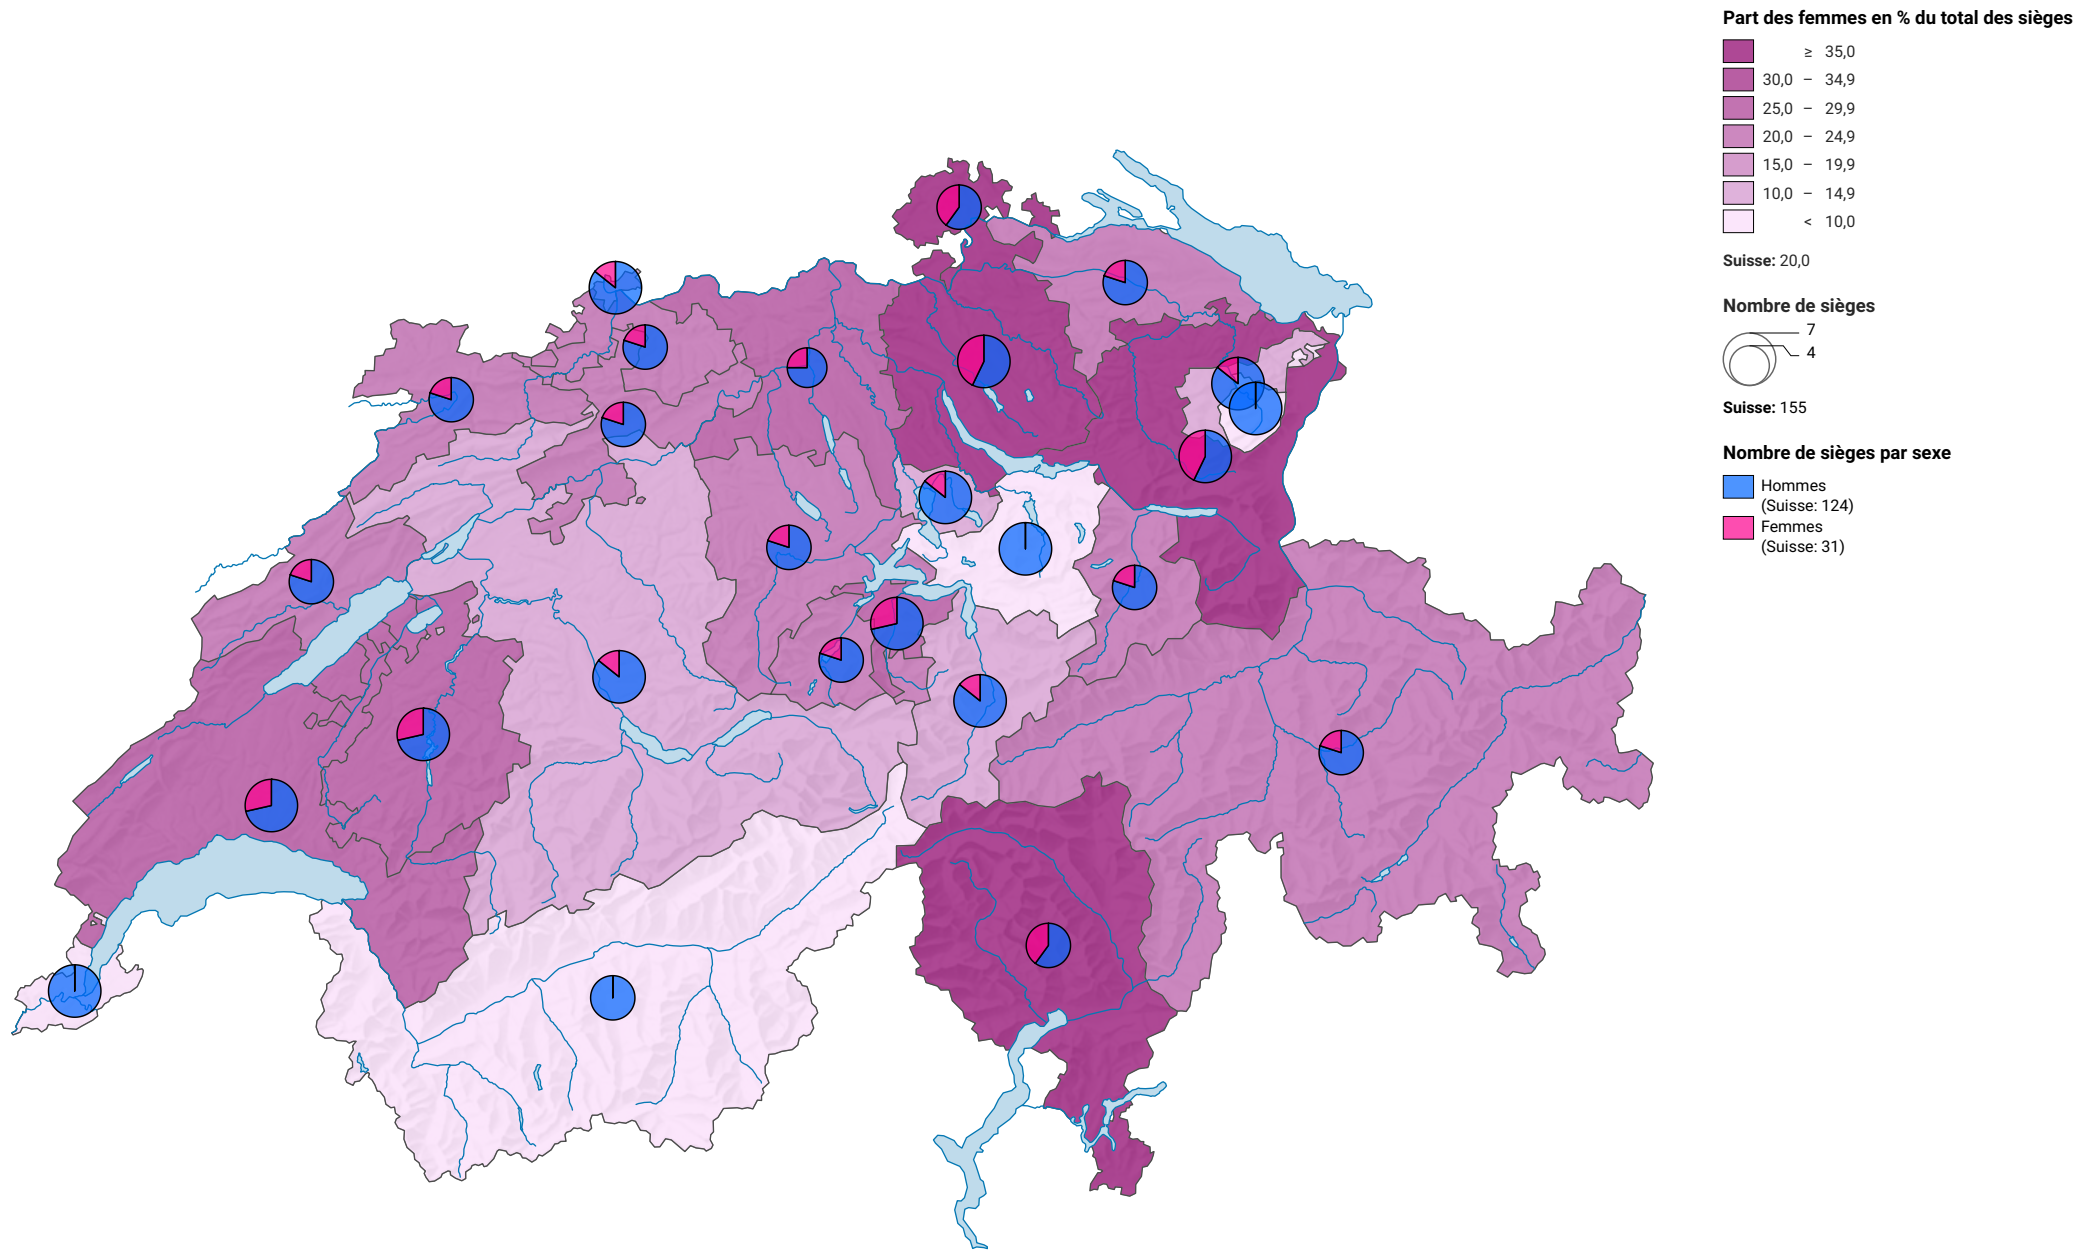 Part des femmes en % du total des sièges
≥ 35,0
30,0 – 34,9
25,0 – 29,9
20,0 – 24,9
15,0 – 19,9
10,0 – 14,9
< 10,0
Suisse: 20,0
Nombre de sièges
7
4
Suisse: 155
Nombre de sièges par sexe
Hommes
(Suisse: 124)
Femmes
(Suisse: 31)